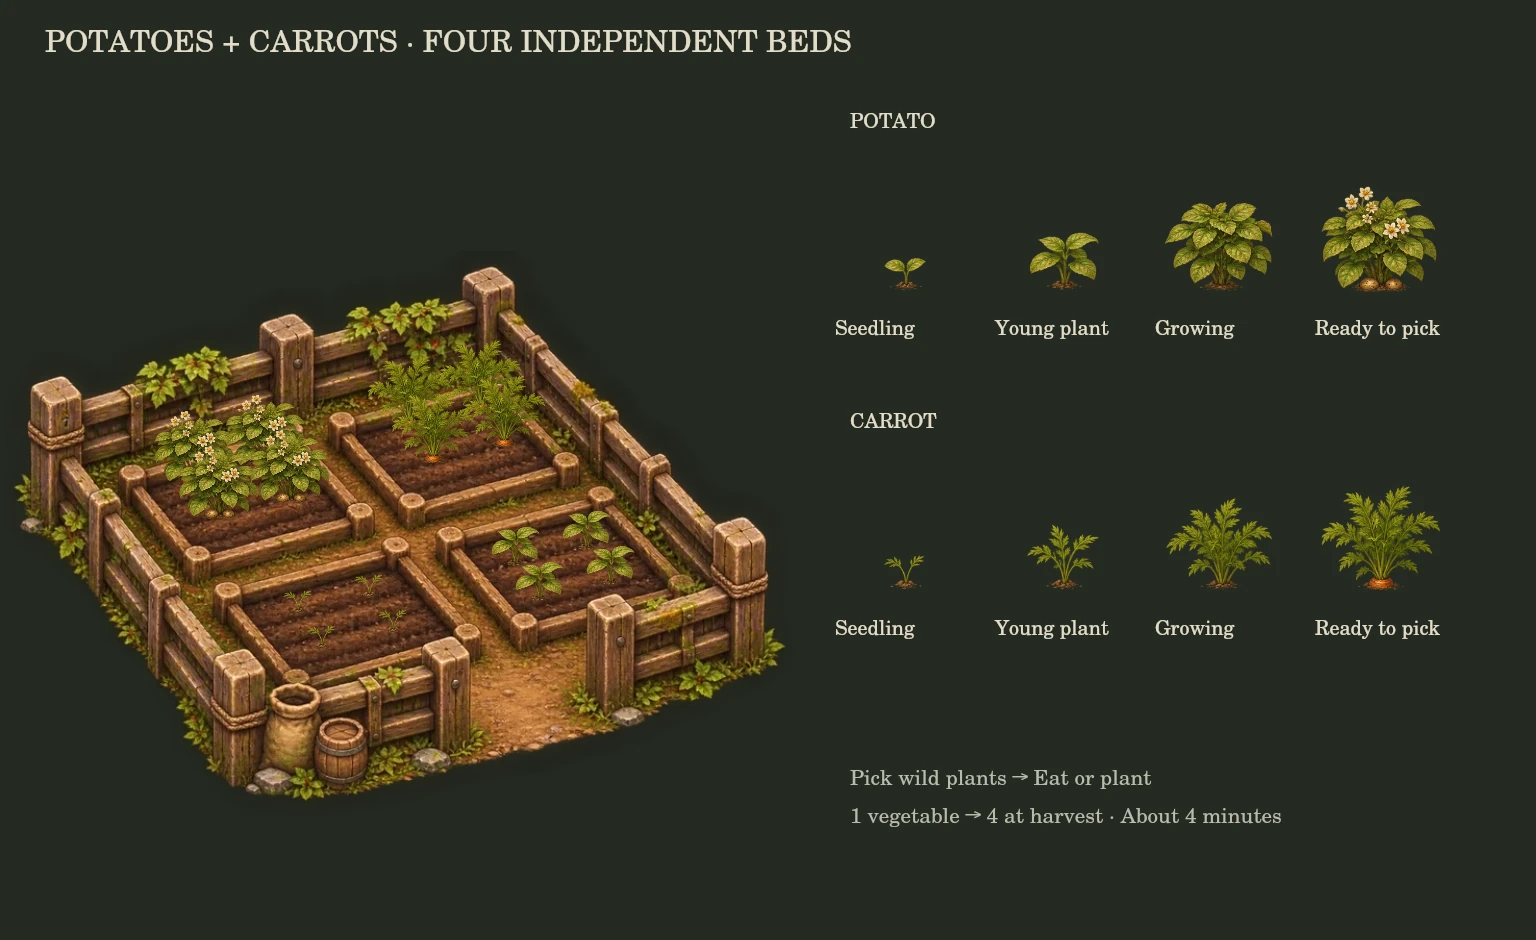 POTATOES + CARROTS · FOUR INDEPENDENT BEDS
POTATO
Seedling Young plant Growing Ready to pick
CARROT
Seedling Young plant Growing Ready to pick
Pick wild plants → Eat or plant
1 vegetable → 4 at harvest · About 4 minutes